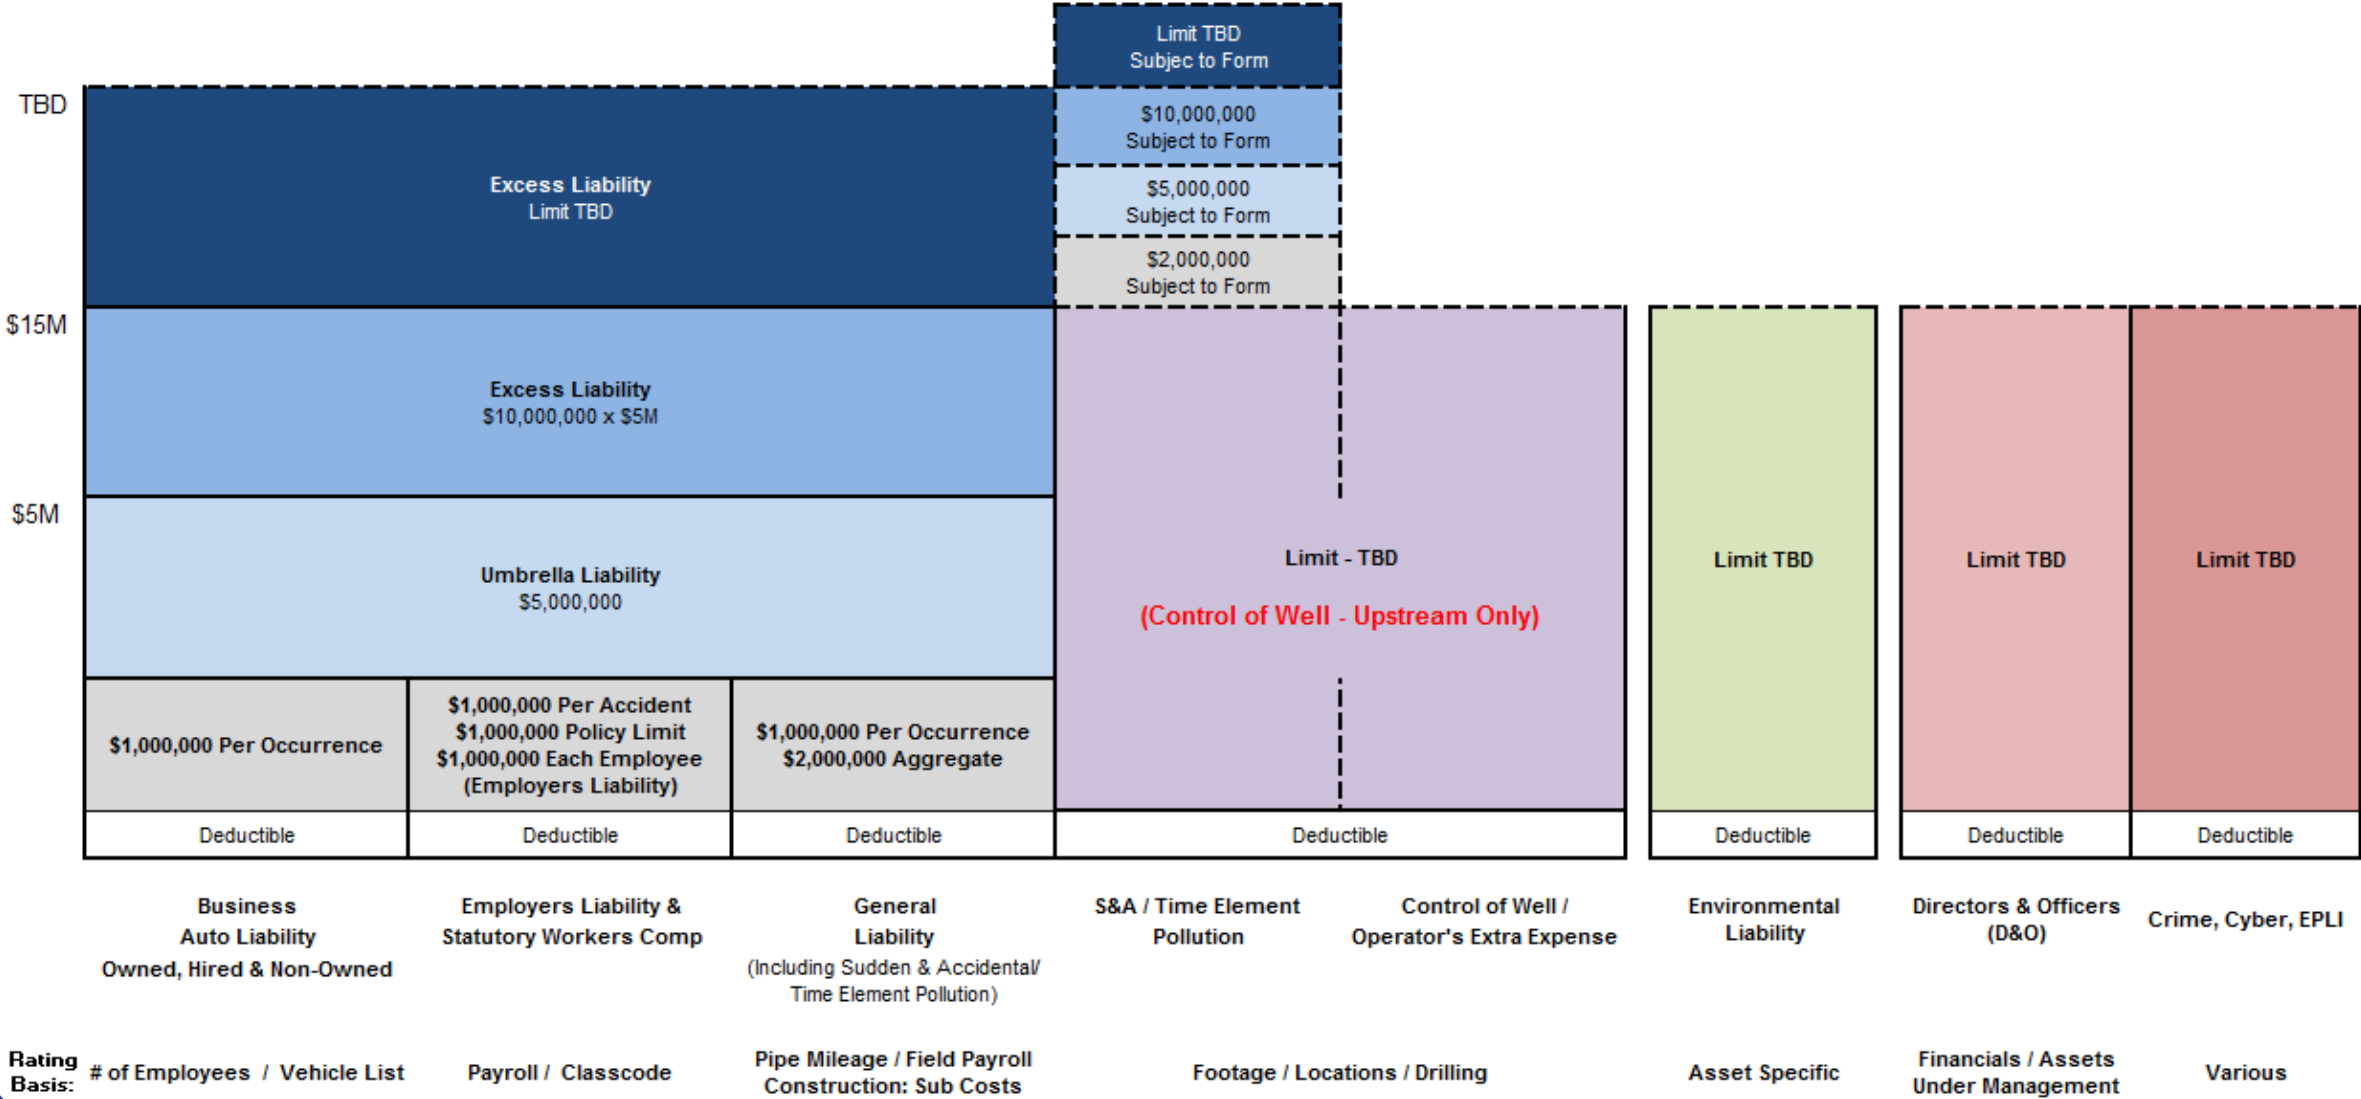 Limit TBD
Subjec to Form
TBD
$10,000,000
Subject to Form
Excess Liability
Limit TBD
$5,000,000
Subject to Form
$2,000,000
Subject to Form
$15M
Excess Liability
$10,000,000 x $5M
$5M
Umbrella Liability
$5,000,000
Limit - TBD
(Control of Well - Upstream Only)
Limit TBD
Limit TBD
Limit TBD
$1,000,000 Per Occurrence
$1,000,000 Per Accident
$1,000,000 Policy Limit
$1,000,000 Each Employee
(Employers Liability)
$1,000,000 Per Occurrence
$2,000,000 Aggregate
Deductible
Deductible
Deductible
Deductible
Deductible
Deductible
Deductible
Business
Auto Liability
Owned, Hired & Non-Owned
Employers Liability &
Statutory Workers Comp
General
Liability
(Including Sudden & Accidental/
Time Element Pollution)
S&A / Time Element
Pollution
Control of Well /
Operator's Extra Expense
Environmental
Liability
Directors & Officers
(D&O)
Crime, Cyber, EPLI
Rating
Basis:
# of Employees / Vehicle List
Payroll / Classcode
Pipe Mileage / Field Payroll
Construction: Sub Costs
Footage / Locations / Drilling
Asset Specific
Financials / Assets
Under Management
Various